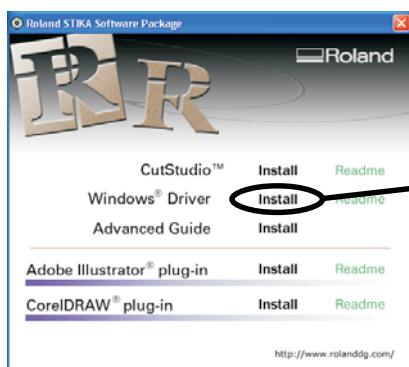 Roland STIKA Software Package
Roland
R R
CutStudio™ Install Readme
Windows® Driver Install Readme
Advanced Guide Install
Adobe Illustrator® plug-in Install Readme
CorelDRAW® plug-in Install Readme
http://www.rolanddg.com/